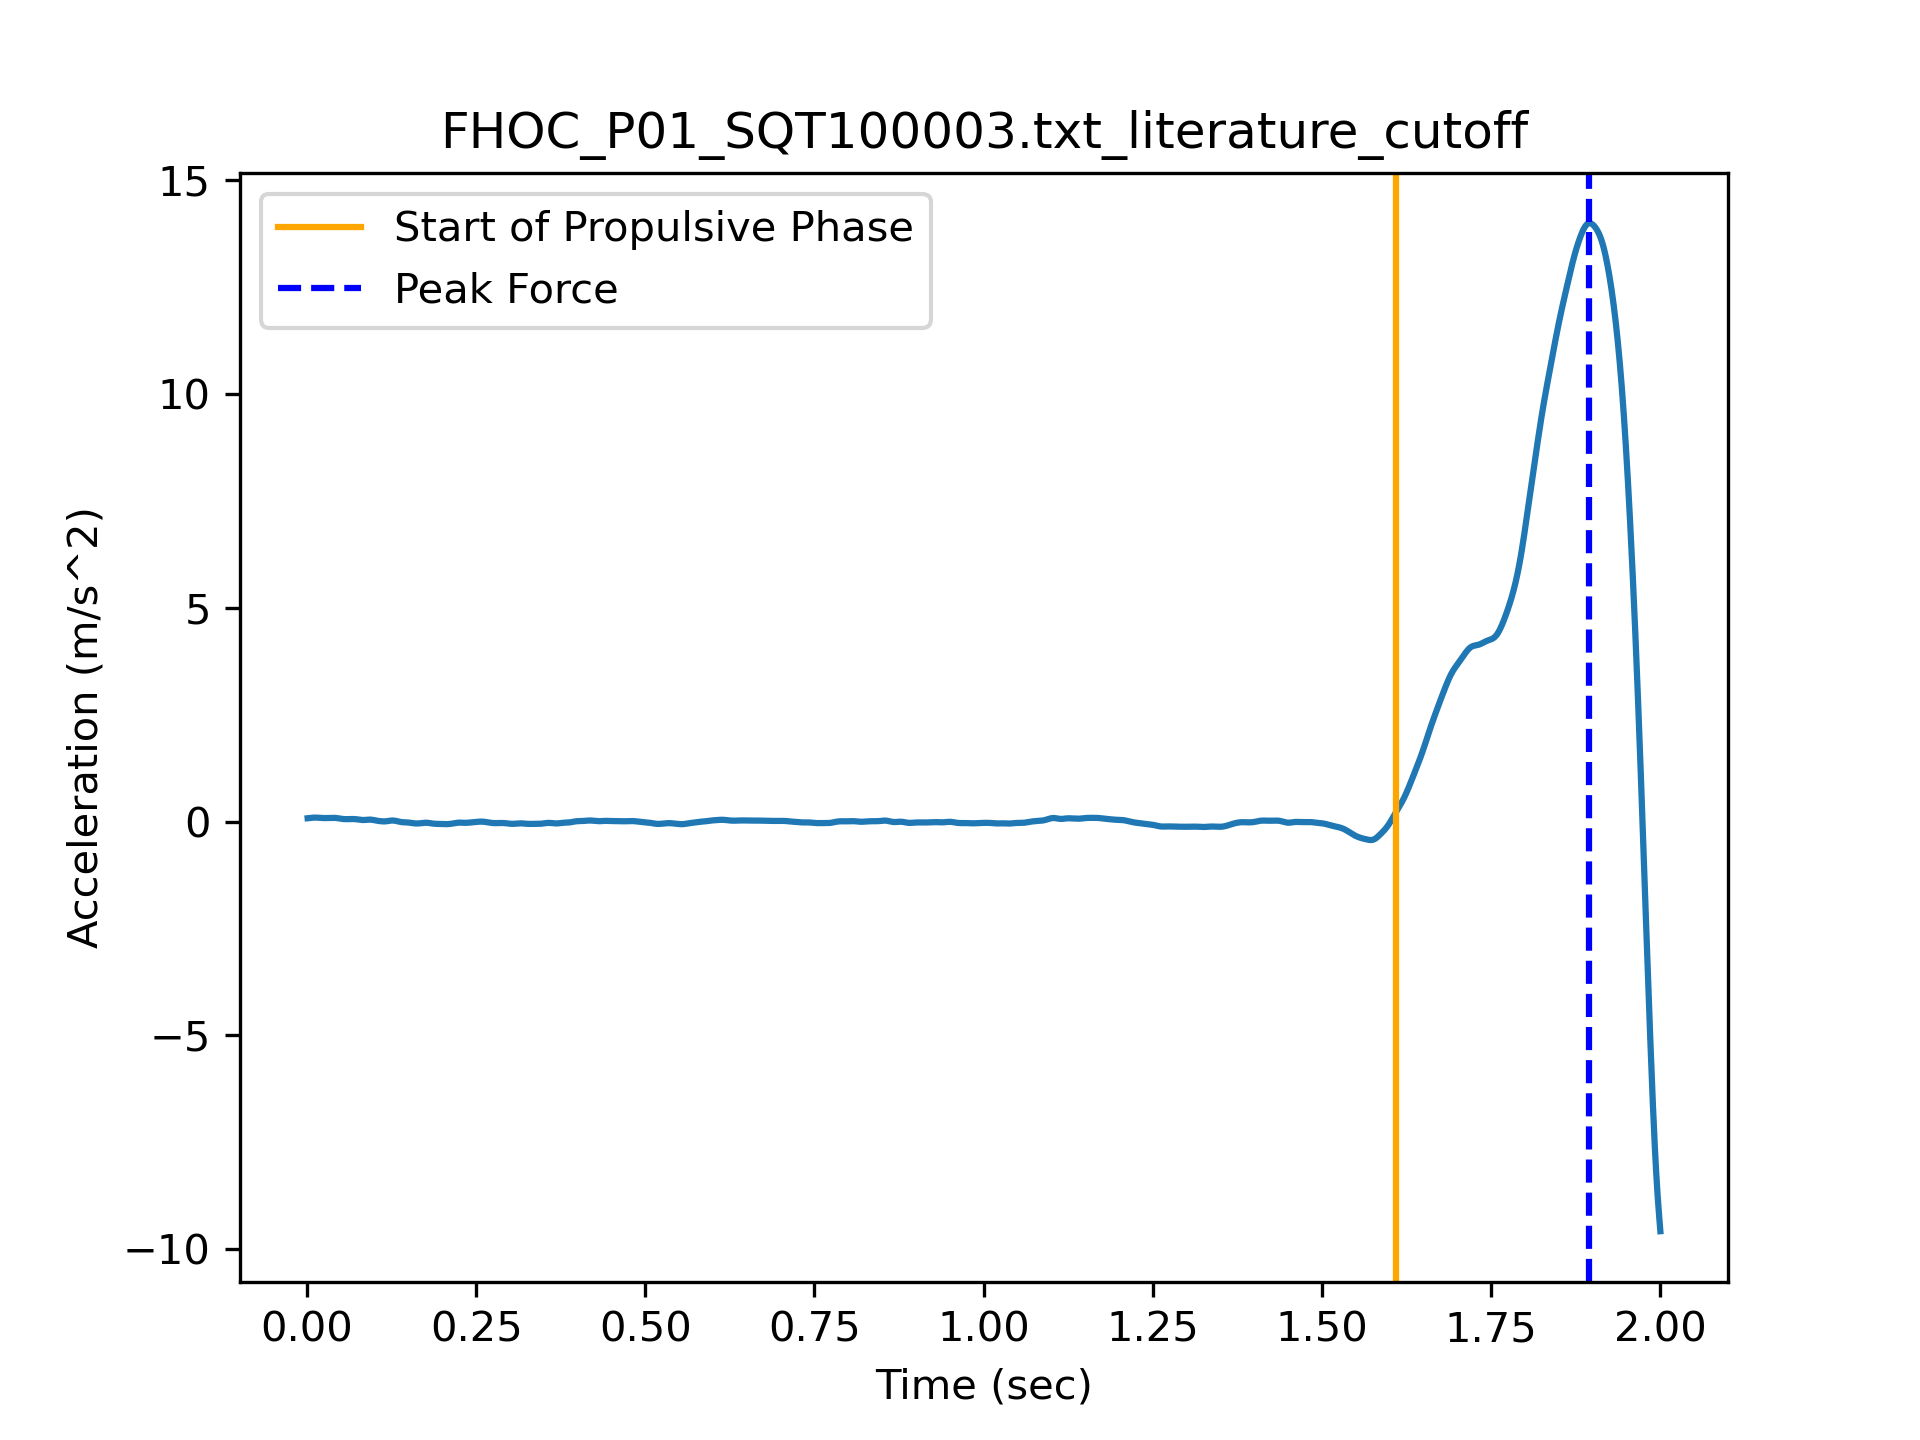 FHOC_P01_SQT100003.txt_literature_cutoff
Start of Propulsive Phase
Peak Force
Acceleration (m/s^2)
15
10
5
0
−5
−10
0.00 0.25 0.50 0.75 1.00 1.25 1.50 1.75 2.00
Time (sec)